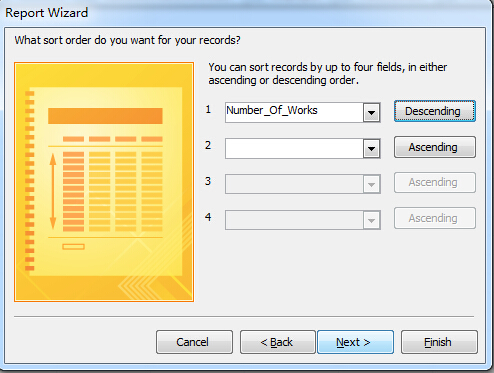 Report Wizard
What sort order do you want for your records?
You can sort records by up to four fields, in either
ascending or descending order.
1 Number_Of_Works Descending
2 Ascending
3 Ascending
4 Ascending
Cancel < Back Next > Finish